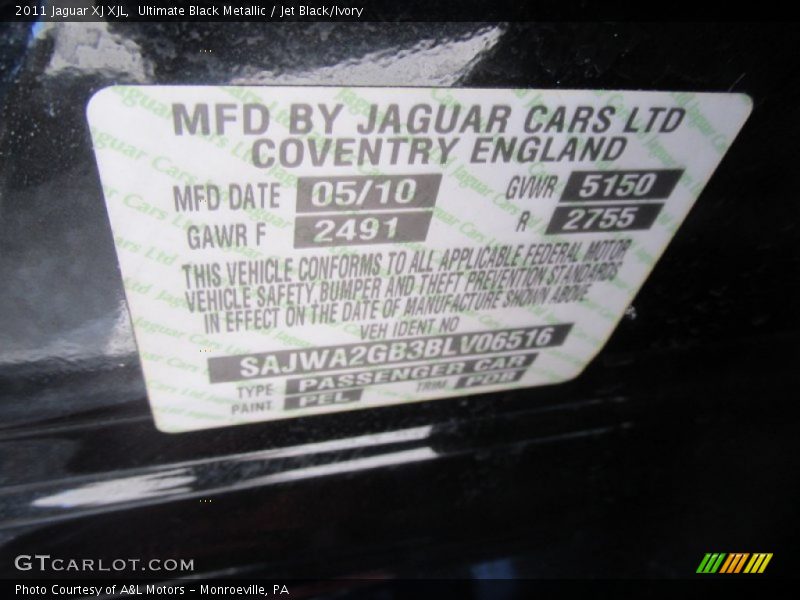 2011 Jaguar XJ XJL, Ultimate Black Metallic / Jet Black/Ivory
MFD BY JAGUAR CARS LTD
COVENTRY ENGLAND
MFD DATE 05/10 GVWR 5150
GAWR F 2491 R 2755
THIS VEHICLE CONFORMS TO ALL APPLICABLE FEDERAL MOTOR
VEHICLE SAFETY, BUMPER AND THEFT PREVENTION STANDARDS
IN EFFECT ON THE DATE OF MANUFACTURE SHOWN ABOVE
VEH IDENT NO
SAJWA2GB3BLV06516
TYPE PASSENGER CAR
PAINT PEL TRIM PDB
GTCARLOT.COM
Photo Courtesy of A&L Motors – Monroeville, PA